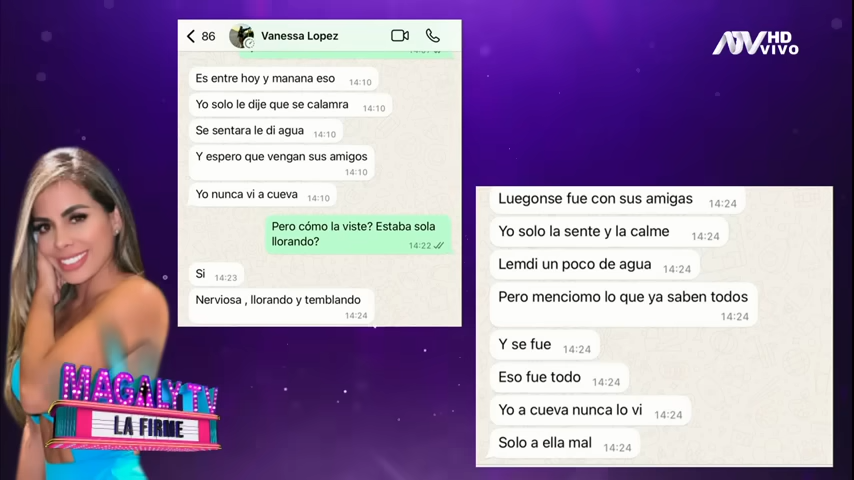 86
Vanessa Lopez
Es entre hoy y manana eso 14:10
Yo solo le dije que se calamra 14:10
Se sentara le di agua 14:10
Y espero que vengan sus amigos
14:10
Yo nunca vi a cueva 14:10
Pero cómo la viste? Estaba sola
llorando? 14:22
Si 14:23
Nerviosa , llorando y temblando
14:24
ATV HD
VIVO
Luegonse fue con sus amigas 14:24
Yo solo la sente y la calme 14:24
Lemdi un poco de agua 14:24
Pero menciomo lo que ya saben todos
14:24
Y se fue 14:24
Eso fue todo 14:24
Yo a cueva nunca lo vi 14:24
Solo a ella mal 14:24
MAGALY TV
LA FIRME